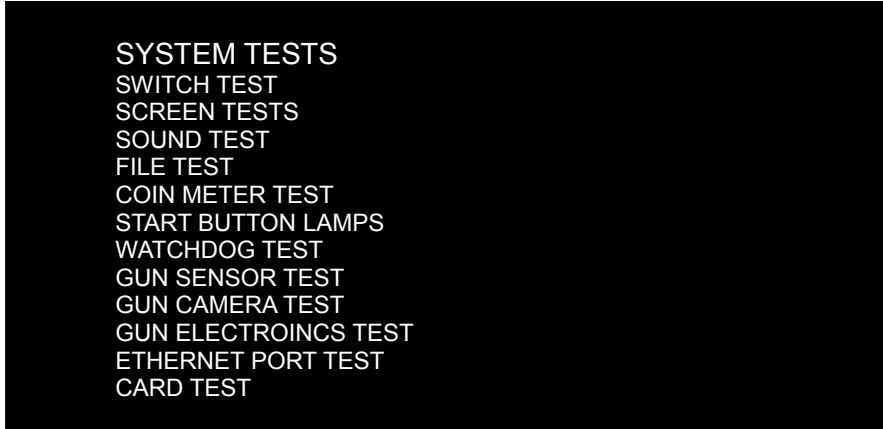 SYSTEM TESTS
SWITCH TEST
SCREEN TESTS
SOUND TEST
FILE TEST
COIN METER TEST
START BUTTON LAMPS
WATCHDOG TEST
GUN SENSOR TEST
GUN CAMERA TEST
GUN ELECTROINCS TEST
ETHERNET PORT TEST
CARD TEST